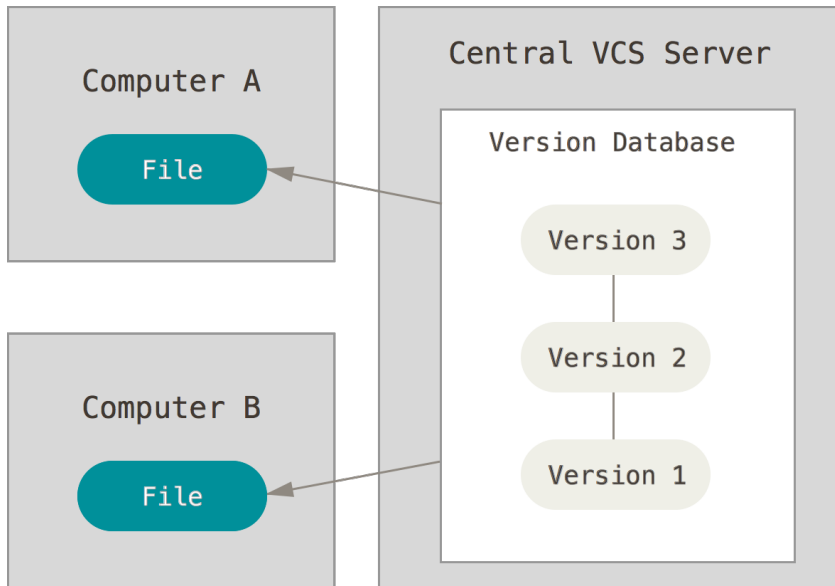 Computer A
File
Computer B
File
Central VCS Server
Version Database
Version 3
Version 2
Version 1